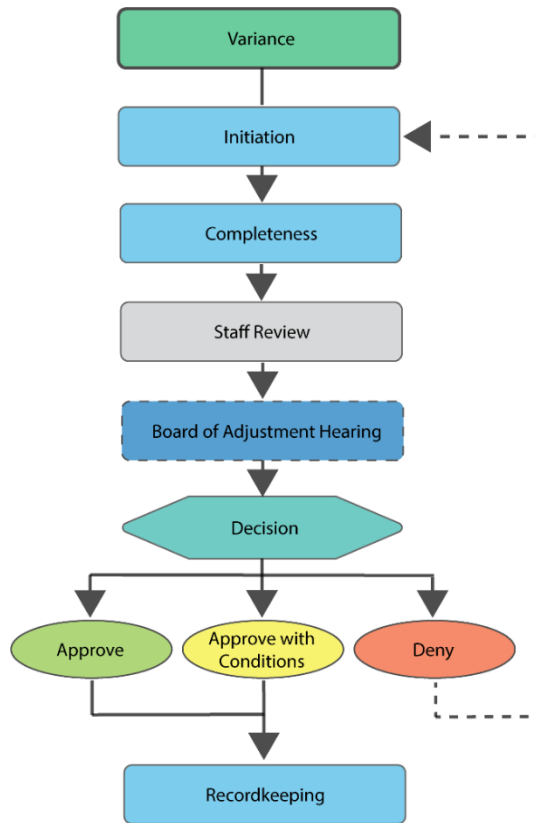 Variance
Initiation
Completeness
Staff Review
Board of Adjustment Hearing
Decision
Approve
Approve with
Conditions
Deny
Recordkeeping